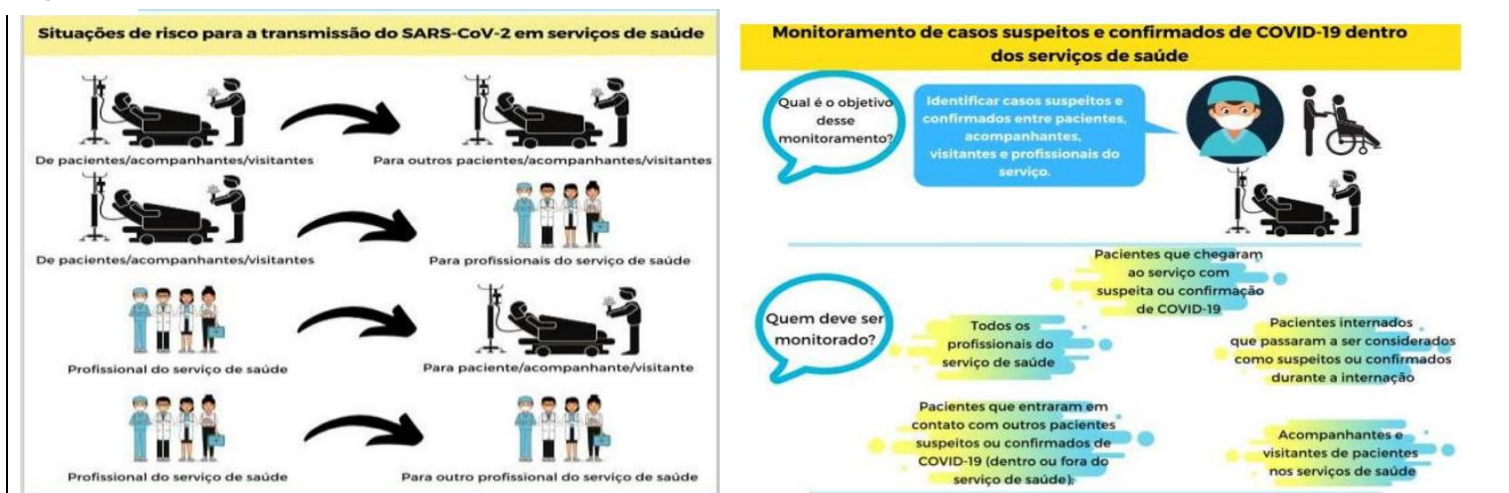 Situações de risco para a transmissão do SARS-CoV-2 em serviços de saúde
De pacientes/acompanhantes/visitantes
Para outros pacientes/acompanhantes/visitantes
De pacientes/acompanhantes/visitantes
Para profissionais do serviço de saúde
Profissional do serviço de saúde
Para paciente/acompanhante/visitante
Profissional do serviço de saúde
Para outro profissional do serviço de saúde
Monitoramento de casos suspeitos e confirmados de COVID-19 dentro
dos serviços de saúde
Qual é o objetivo
desse
monitoramento?
Identificar casos suspeitos e
confirmados entre pacientes,
acompanhantes,
visitantes e profissionais do
serviço.
Quem deve ser
monitorado?
Pacientes que chegaram
ao serviço com
suspeita ou confirmação
de COVID-19
Todos os
profissionais do
serviço de saúde
Pacientes internados
que passaram a ser considerados
como suspeitos ou confirmados
durante a internação
Pacientes que entraram em
contato com outros pacientes
suspeitos ou confirmados de
COVID-19 (dentro ou fora do
serviço de saúde);
Acompanhantes e
visitantes de pacientes
nos serviços de saúde